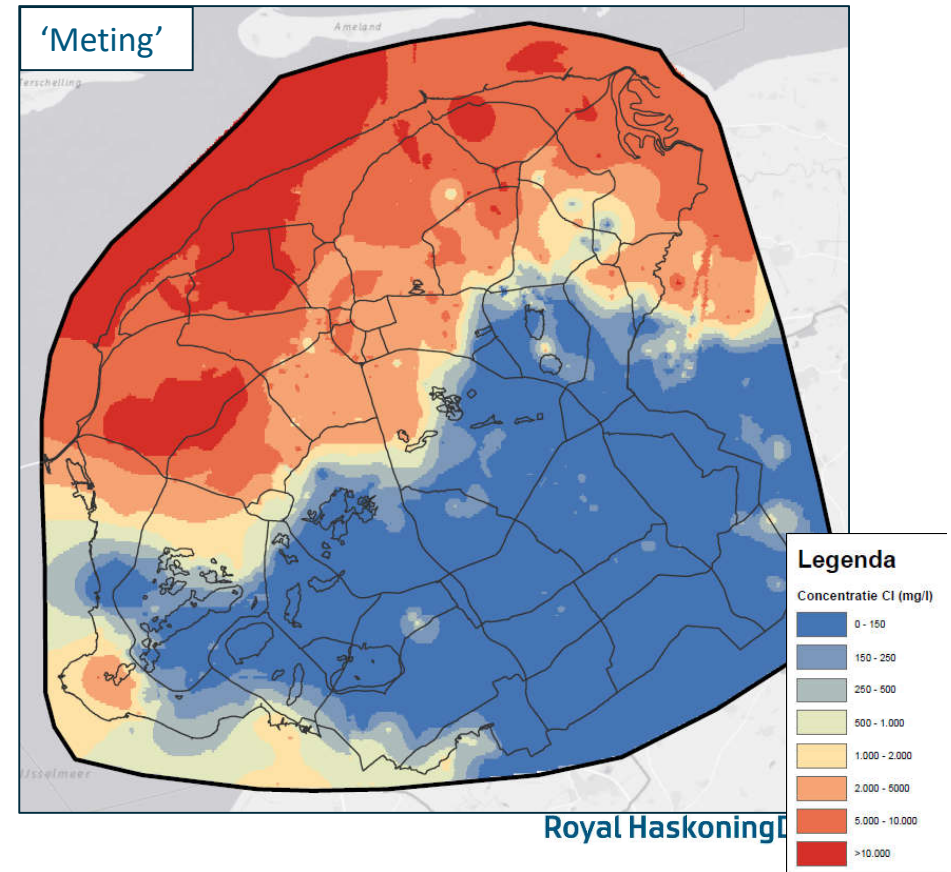 ‘Meting’
Ameland
Terschelling
IJsselmeer
Legenda
Concentratie Cl (mg/l)
0 - 150
150 - 250
250 - 500
500 - 1.000
1.000 - 2.000
2.000 - 5000
5.000 - 10.000
>10.000
Royal Haskoning